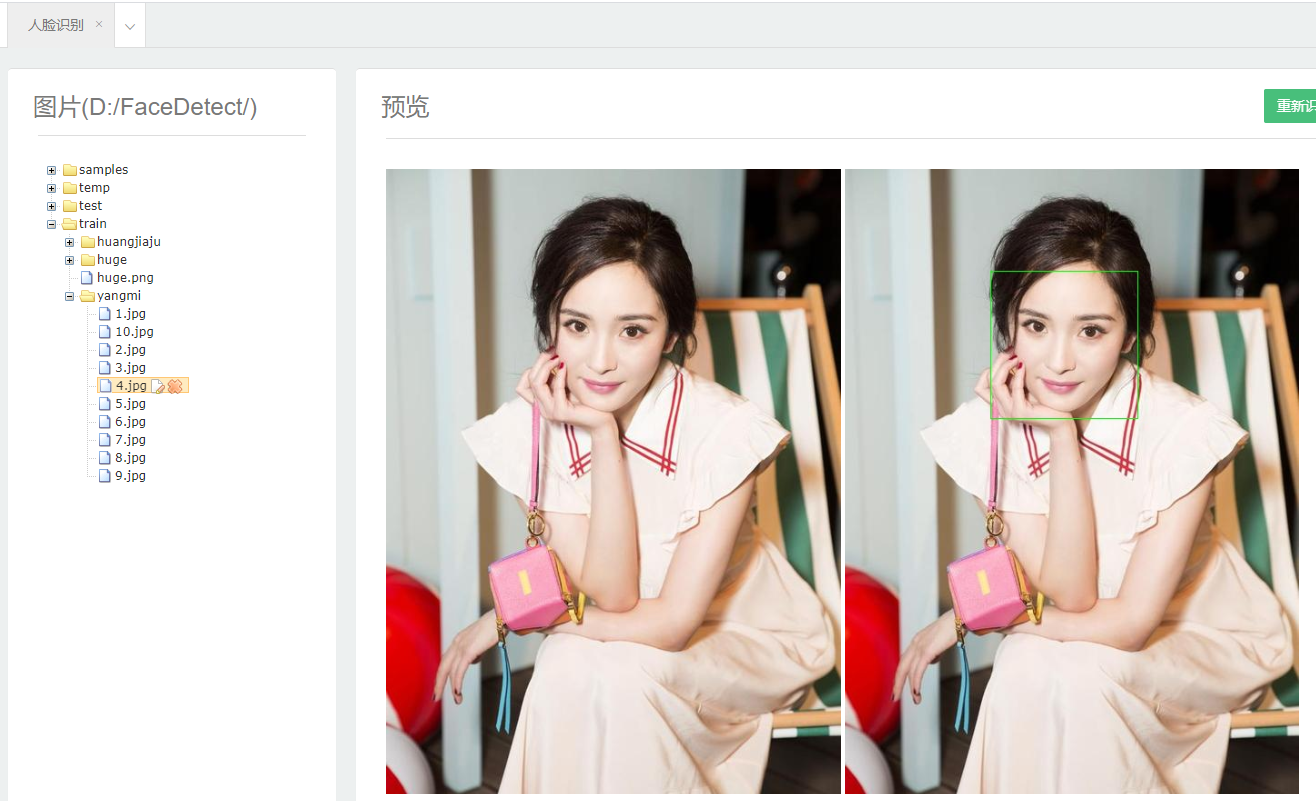 人脸识别
图片(D:/FaceDetect/)
预览
重新识
samples
temp
test
train
huangjiaju
huge
huge.png
yangmi
1.jpg
10.jpg
2.jpg
3.jpg
4.jpg
5.jpg
6.jpg
7.jpg
8.jpg
9.jpg